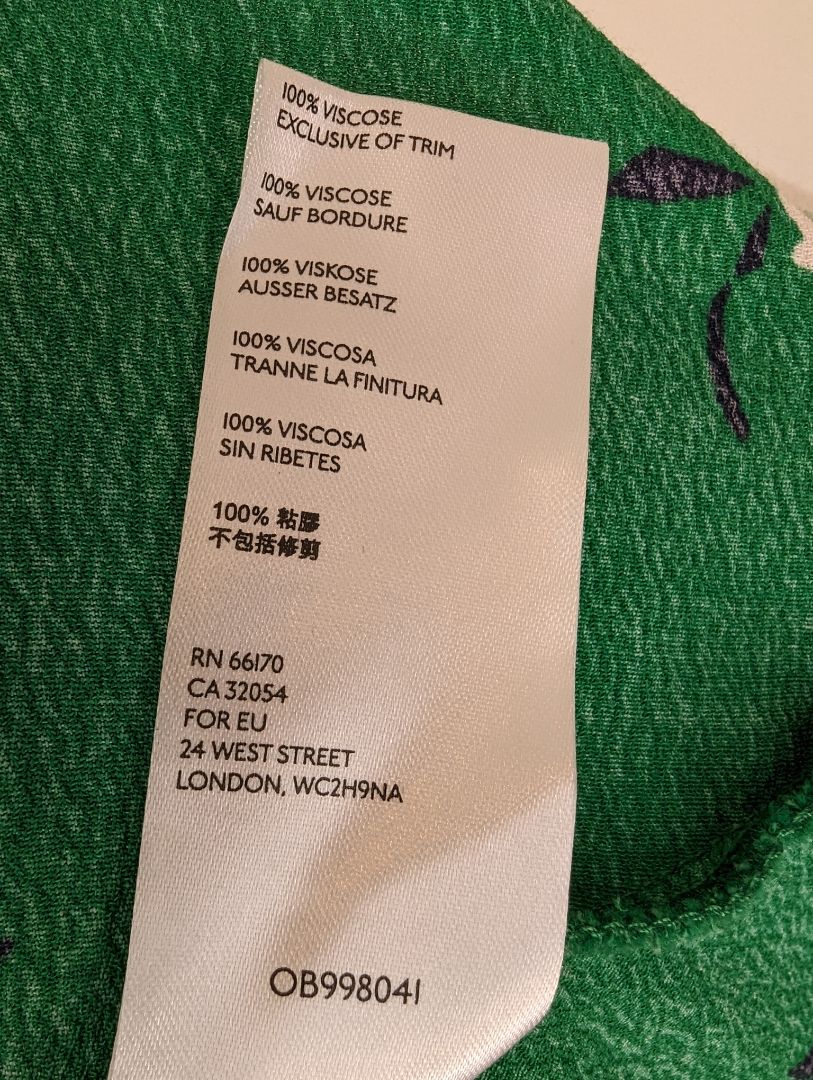 100% VISCOSE
EXCLUSIVE OF TRIM
100% VISCOSE
SAUF BORDURE
100% VISKOSE
AUSSER BESATZ
100% VISCOSA
TRANNE LA FINITURA
100% VISCOSA
SIN RIBETES
100% 粘膠
不包括修剪
RN 66170
CA 32054
FOR EU
24 WEST STREET
LONDON, WC2H9NA
OB998041